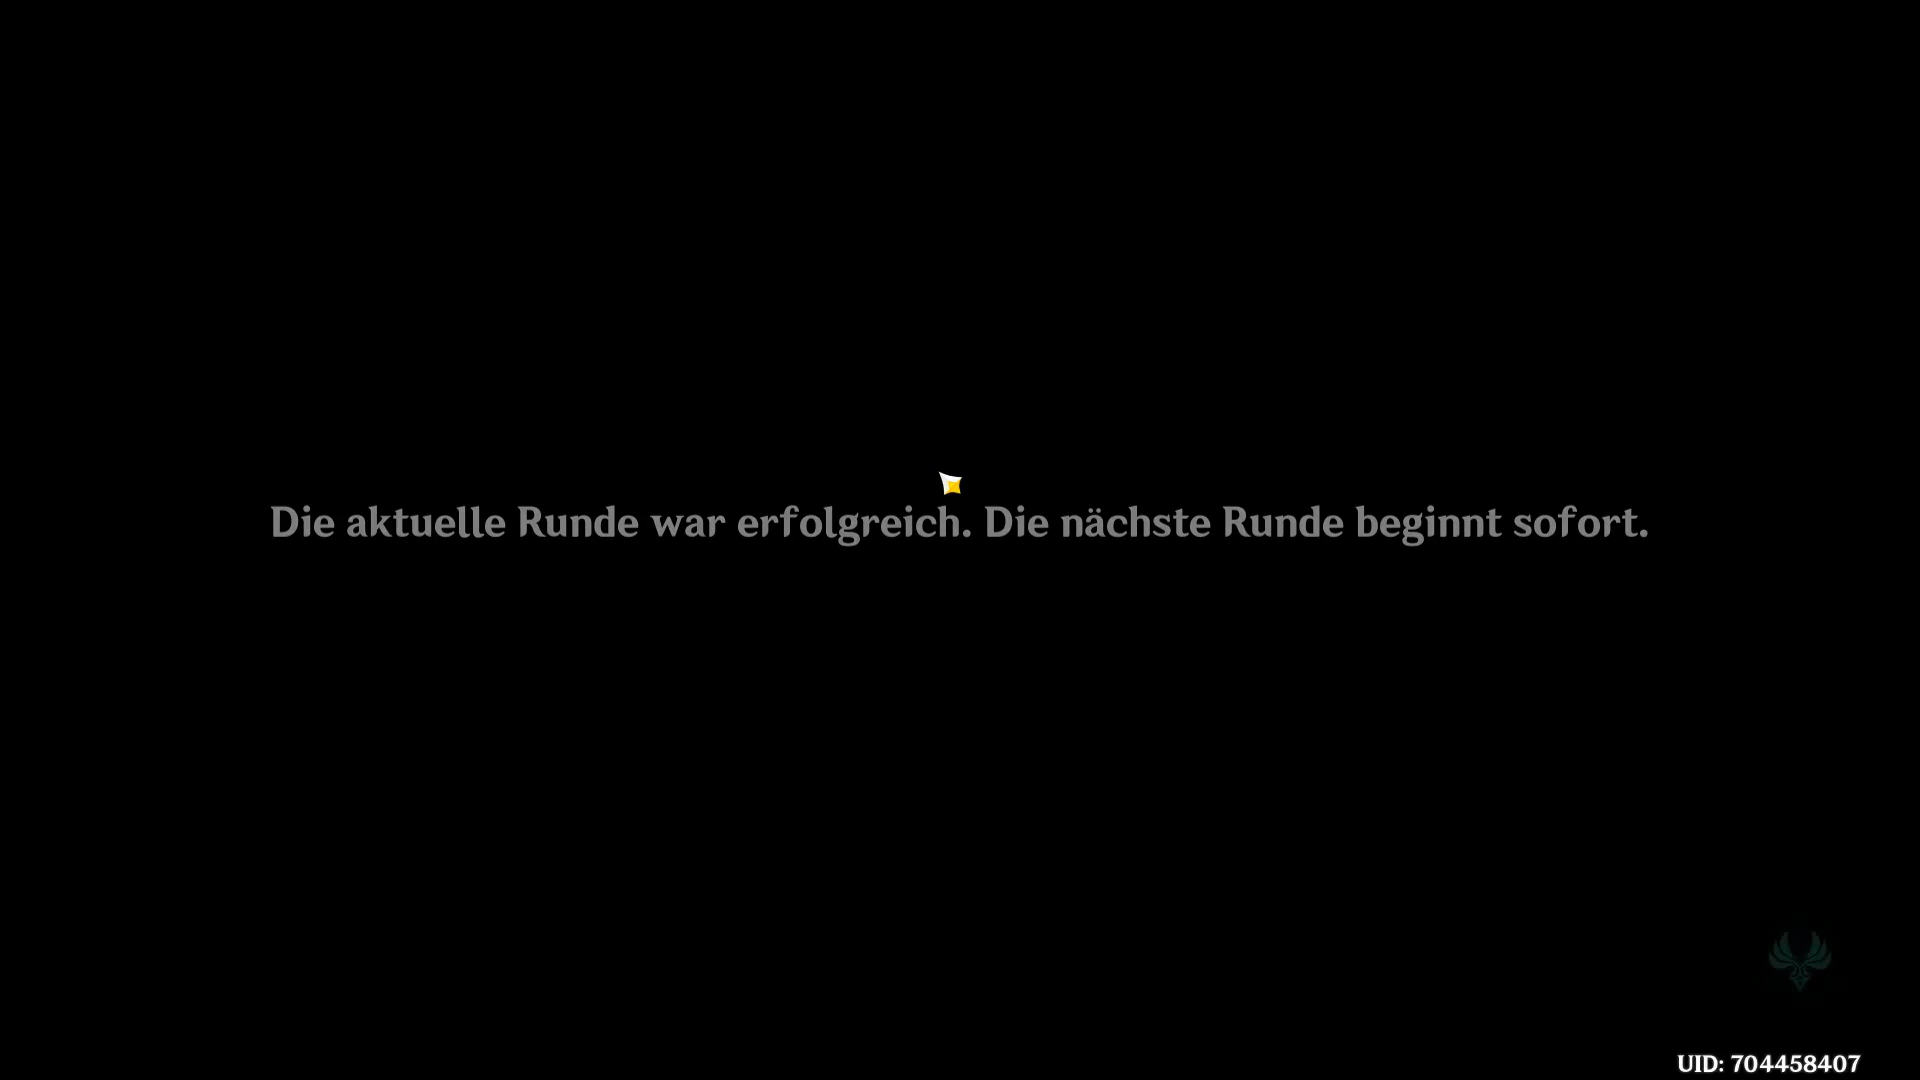 Die aktuelle Runde war erfolgreich. Die nächste Runde beginnt sofort.
UID: 704458407